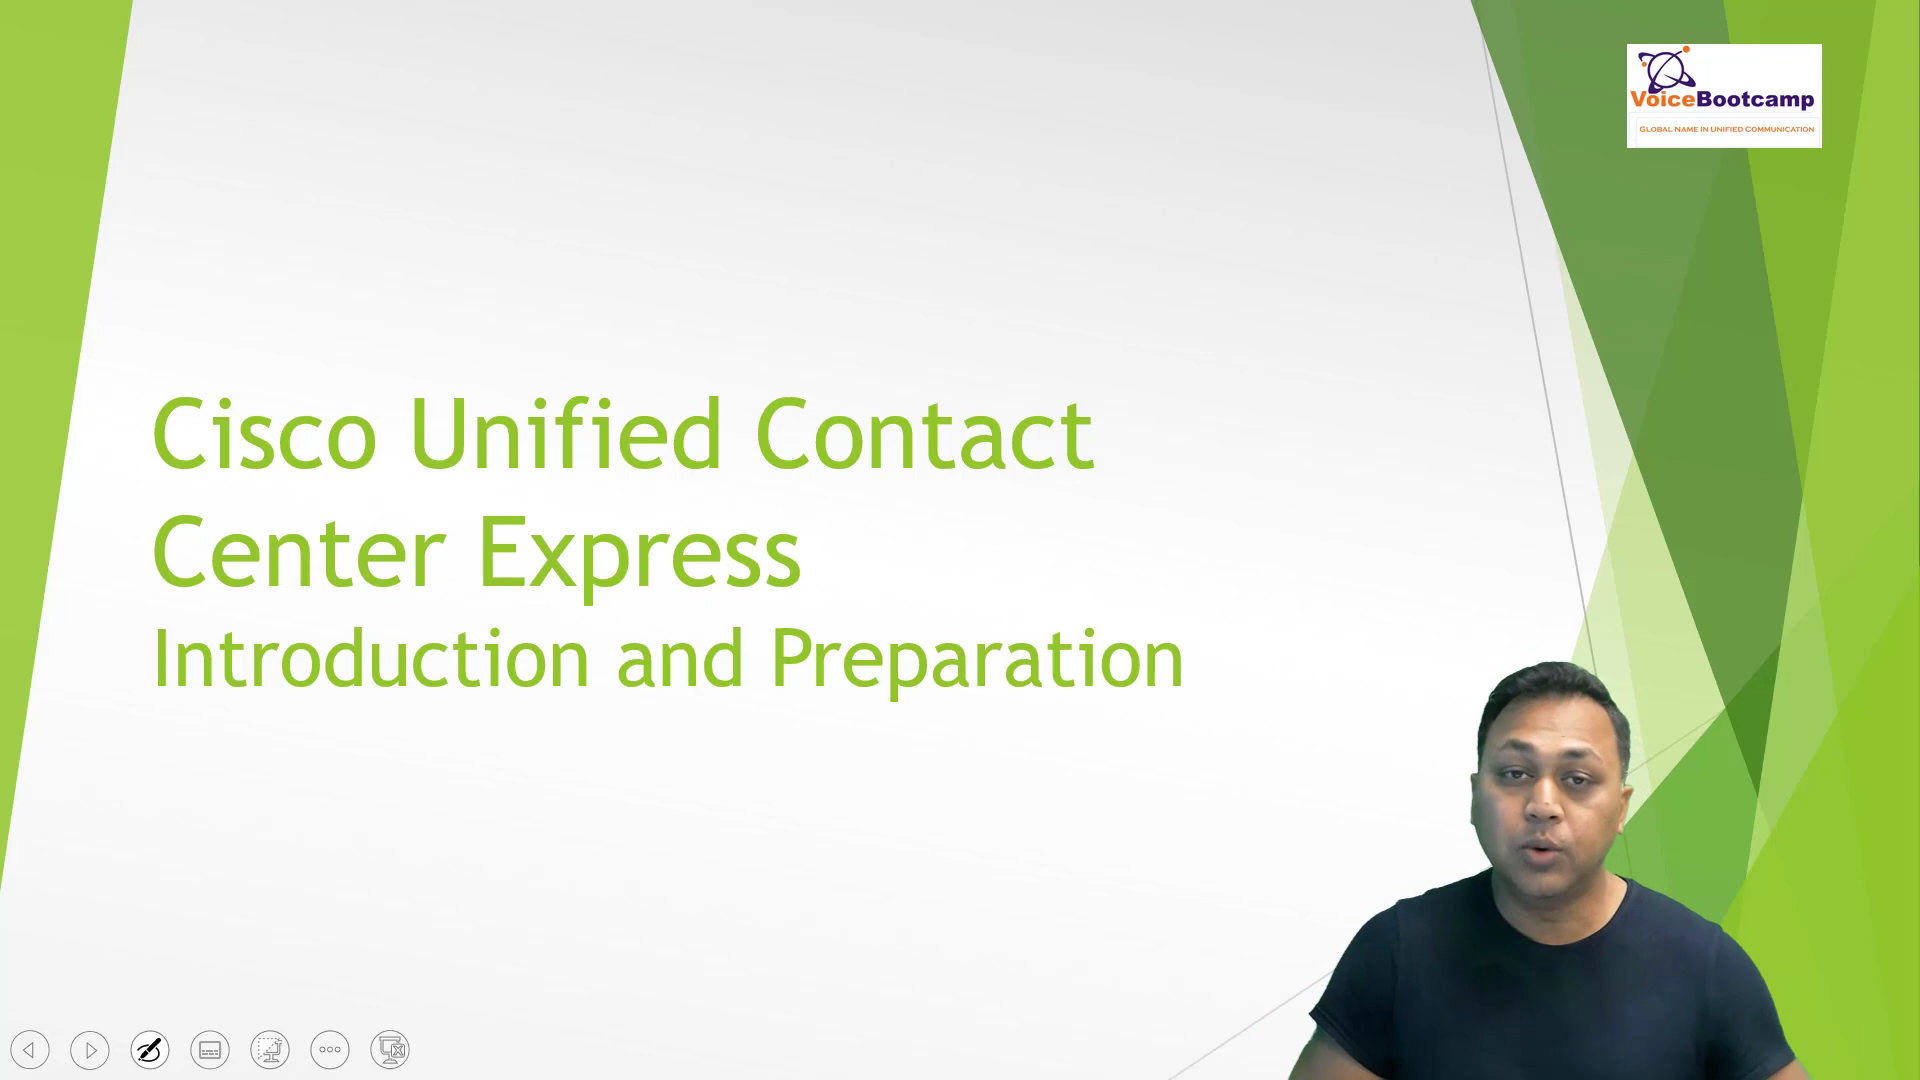 VoiceBootcamp
GLOBAL NAME IN UNIFIED COMMUNICATION
Cisco Unified Contact
Center Express
Introduction and Preparation